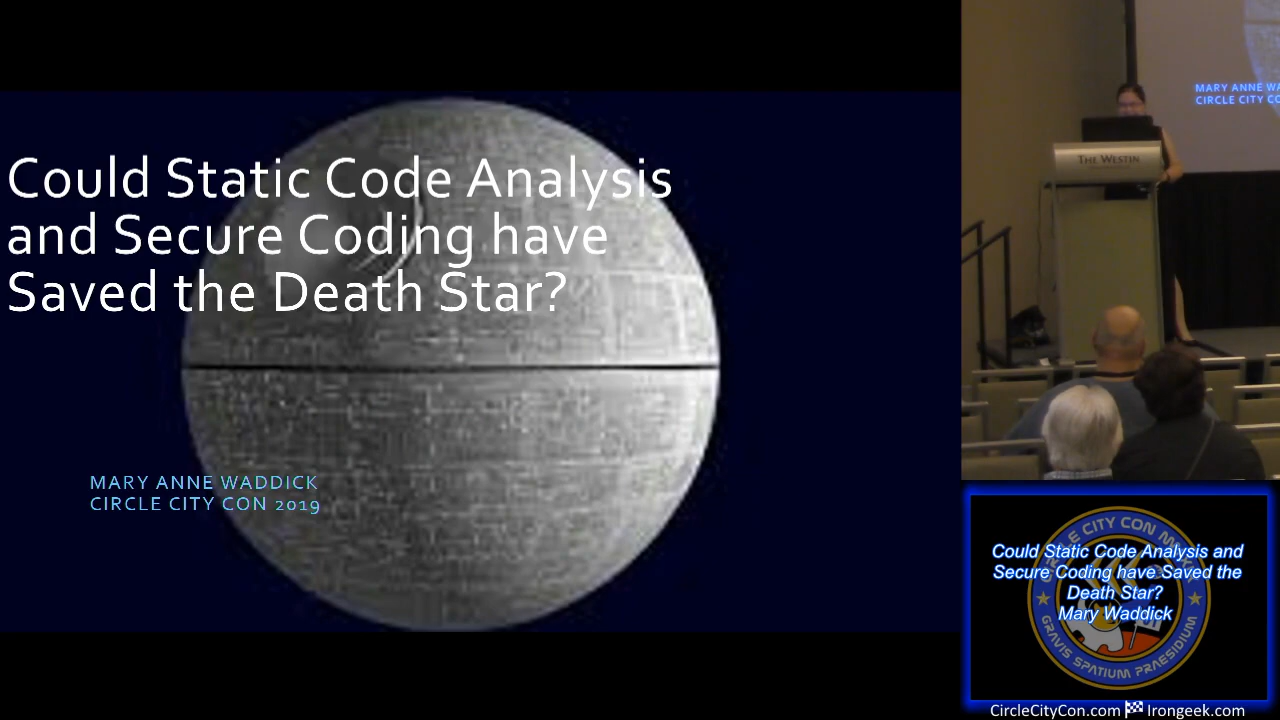 Could Static Code Analysis
and Secure Coding have
Saved the Death Star?
MARY ANNE WADDICK
CIRCLE CITY CON 2019
MARY ANNE WA
CIRCLE CITY CO
THE WESTIN
CIRCLE CITY CON
Could Static Code Analysis and
Secure Coding have Saved the
Death Star?
Mary Waddick
GRAVIS SPATIUM PRAESIDIUM
CircleCityCon.com Irongeek.com